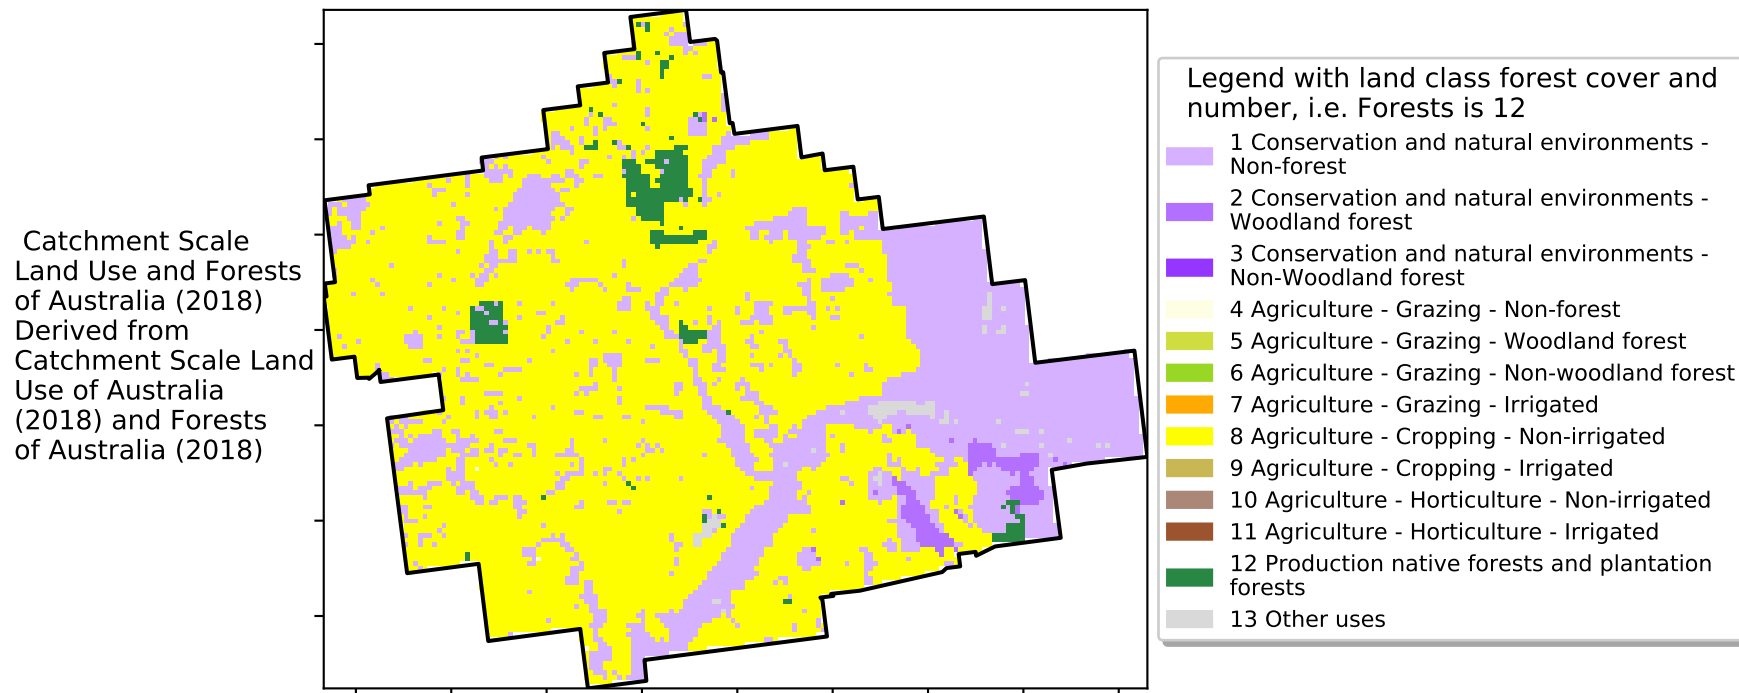 Catchment Scale
Land Use and Forests
of Australia (2018)
Derived from
Catchment Scale Land
Use of Australia
(2018) and Forests
of Australia (2018)
Legend with land class forest cover and
number, i.e. Forests is 12
1 Conservation and natural environments -
Non-forest
2 Conservation and natural environments -
Woodland forest
3 Conservation and natural environments -
Non-Woodland forest
4 Agriculture - Grazing - Non-forest
5 Agriculture - Grazing - Woodland forest
6 Agriculture - Grazing - Non-woodland forest
7 Agriculture - Grazing - Irrigated
8 Agriculture - Cropping - Non-irrigated
9 Agriculture - Cropping - Irrigated
10 Agriculture - Horticulture - Non-irrigated
11 Agriculture - Horticulture - Irrigated
12 Production native forests and plantation
forests
13 Other uses